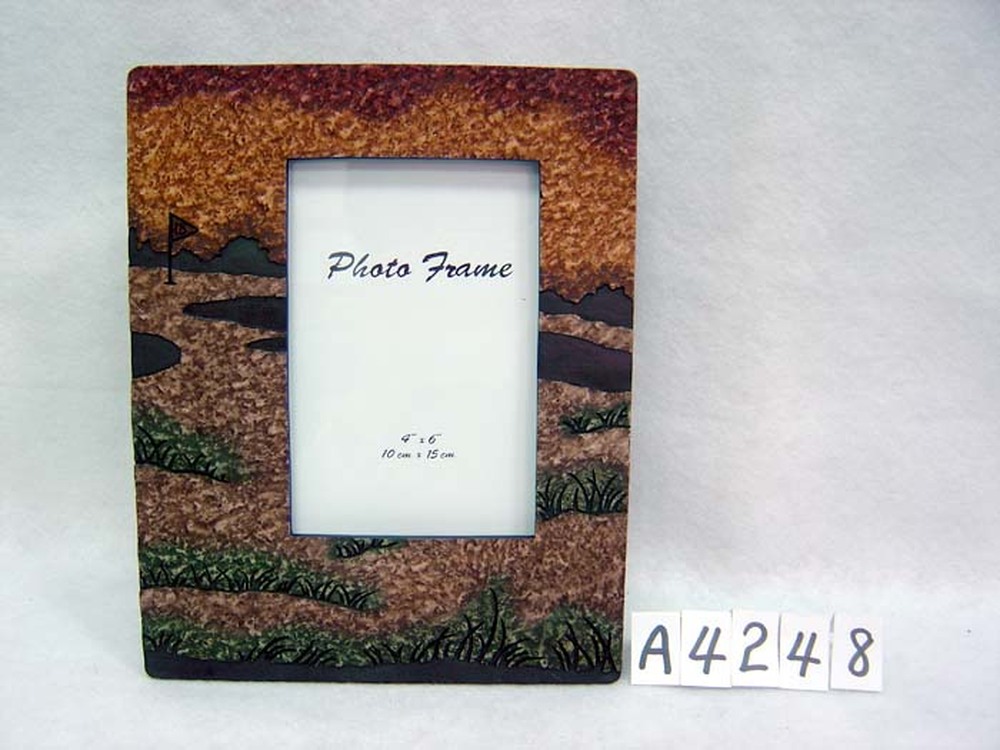 Photo Frame
4" x 6"
10 cm x 15 cm
A4248